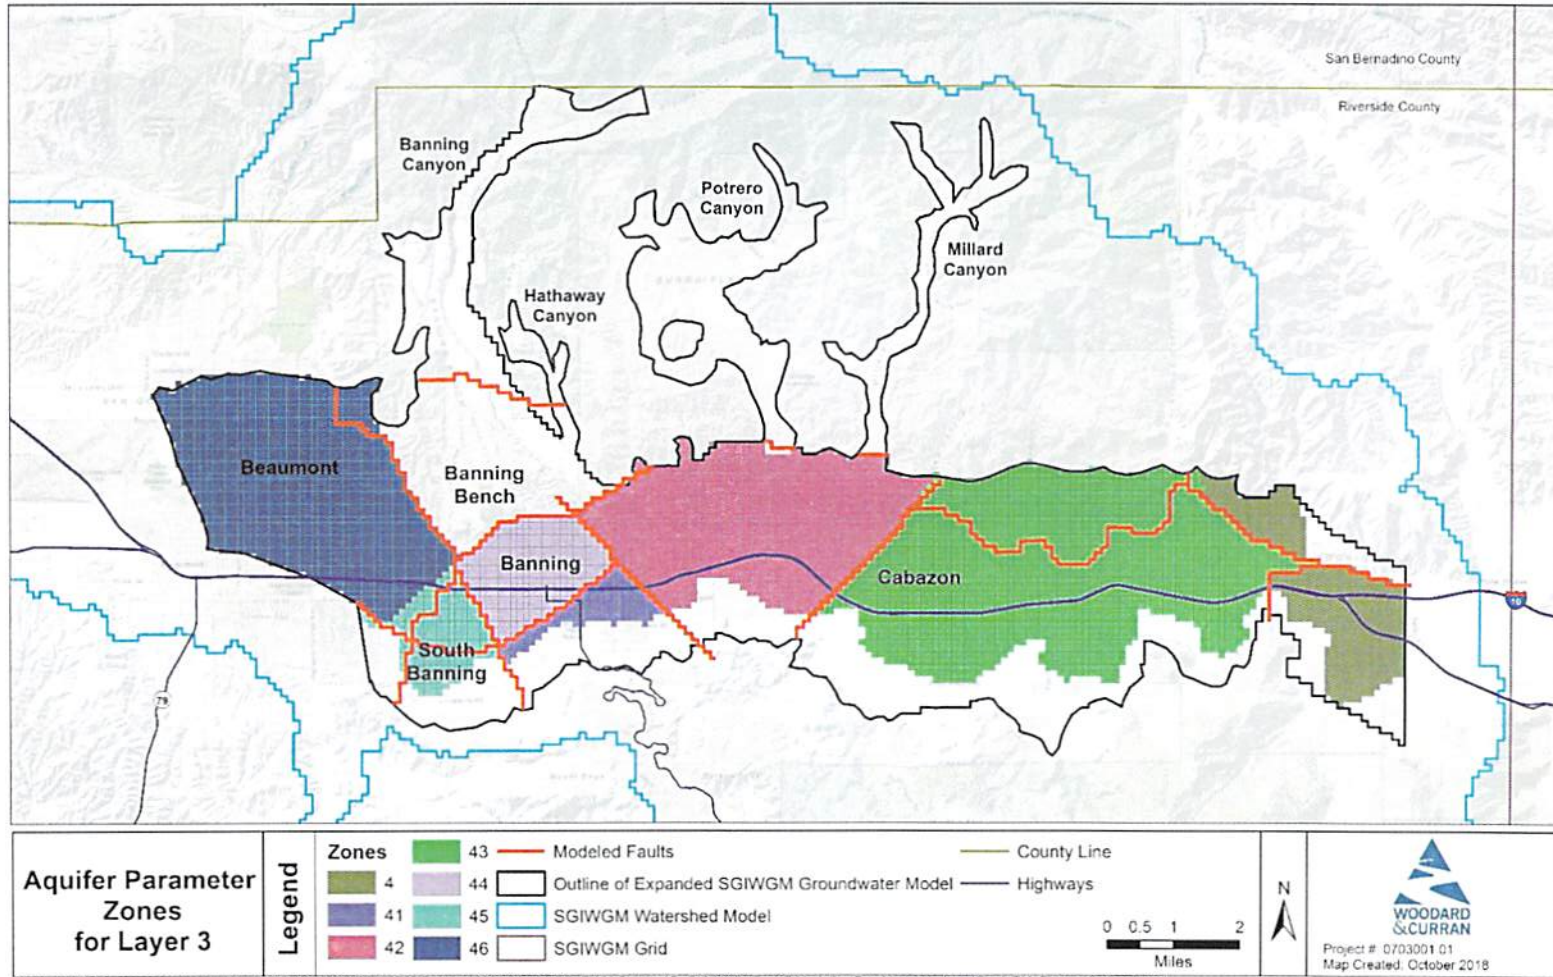 San Bernadino County
Riverside County
Banning
Canyon
Potrero
Canyon
Millard
Canyon
Hathaway
Canyon
Beaumont
Banning
Bench
Banning
Cabazon
South
Banning
10
79
Aquifer Parameter
Zones
for Layer 3
Legend
Zones
4
41
42
43
44
45
46
Modeled Faults
Outline of Expanded SGIWGM Groundwater Model
SGIWGM Watershed Model
SGIWGM Grid
County Line
Highways
0 0.5 1 2
Miles
N
WOODARD
&CURRAN
Project #: 0703001.01
Map Created: October 2018